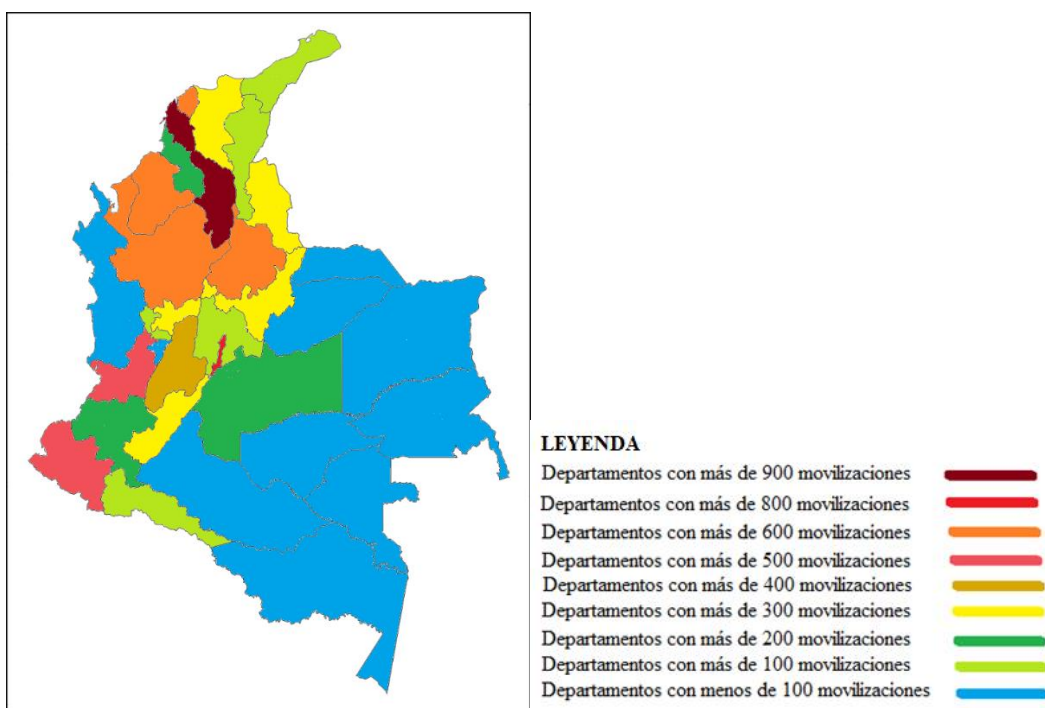 LEYENDA
Departamentos con más de 900 movilizaciones
Departamentos con más de 800 movilizaciones
Departamentos con más de 600 movilizaciones
Departamentos con más de 500 movilizaciones
Departamentos con más de 400 movilizaciones
Departamentos con más de 300 movilizaciones
Departamentos con más de 200 movilizaciones
Departamentos con más de 100 movilizaciones
Departamentos con menos de 100 movilizaciones